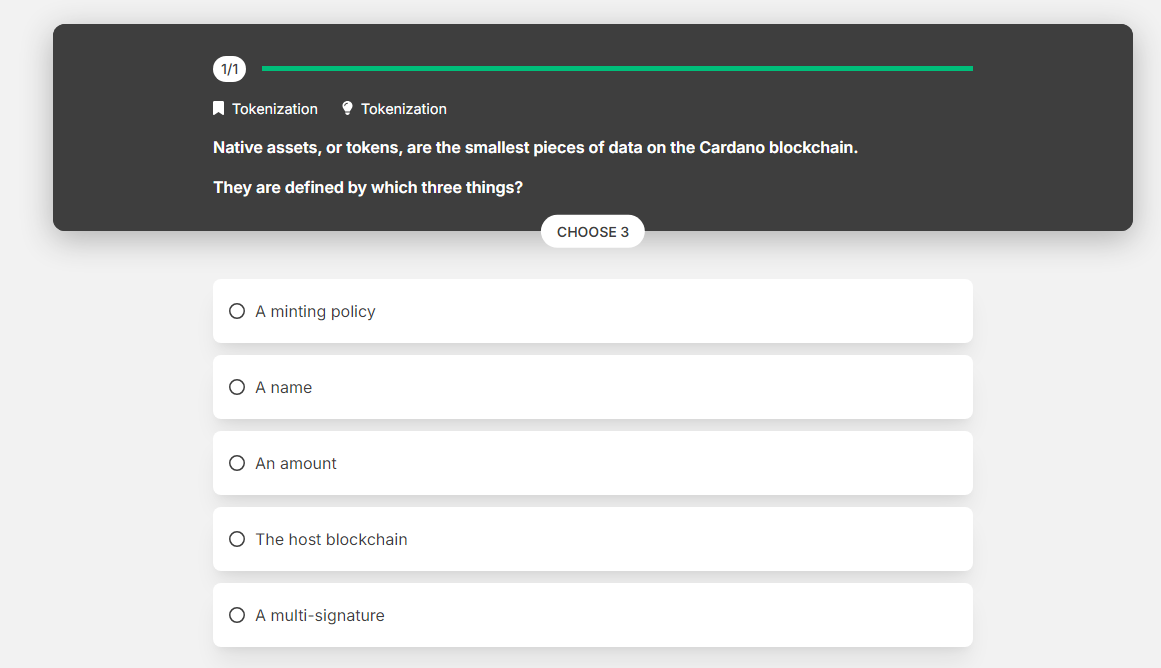 1/1
Tokenization Tokenization
Native assets, or tokens, are the smallest pieces of data on the Cardano blockchain.
They are defined by which three things?
CHOOSE 3
A minting policy
A name
An amount
The host blockchain
A multi-signature